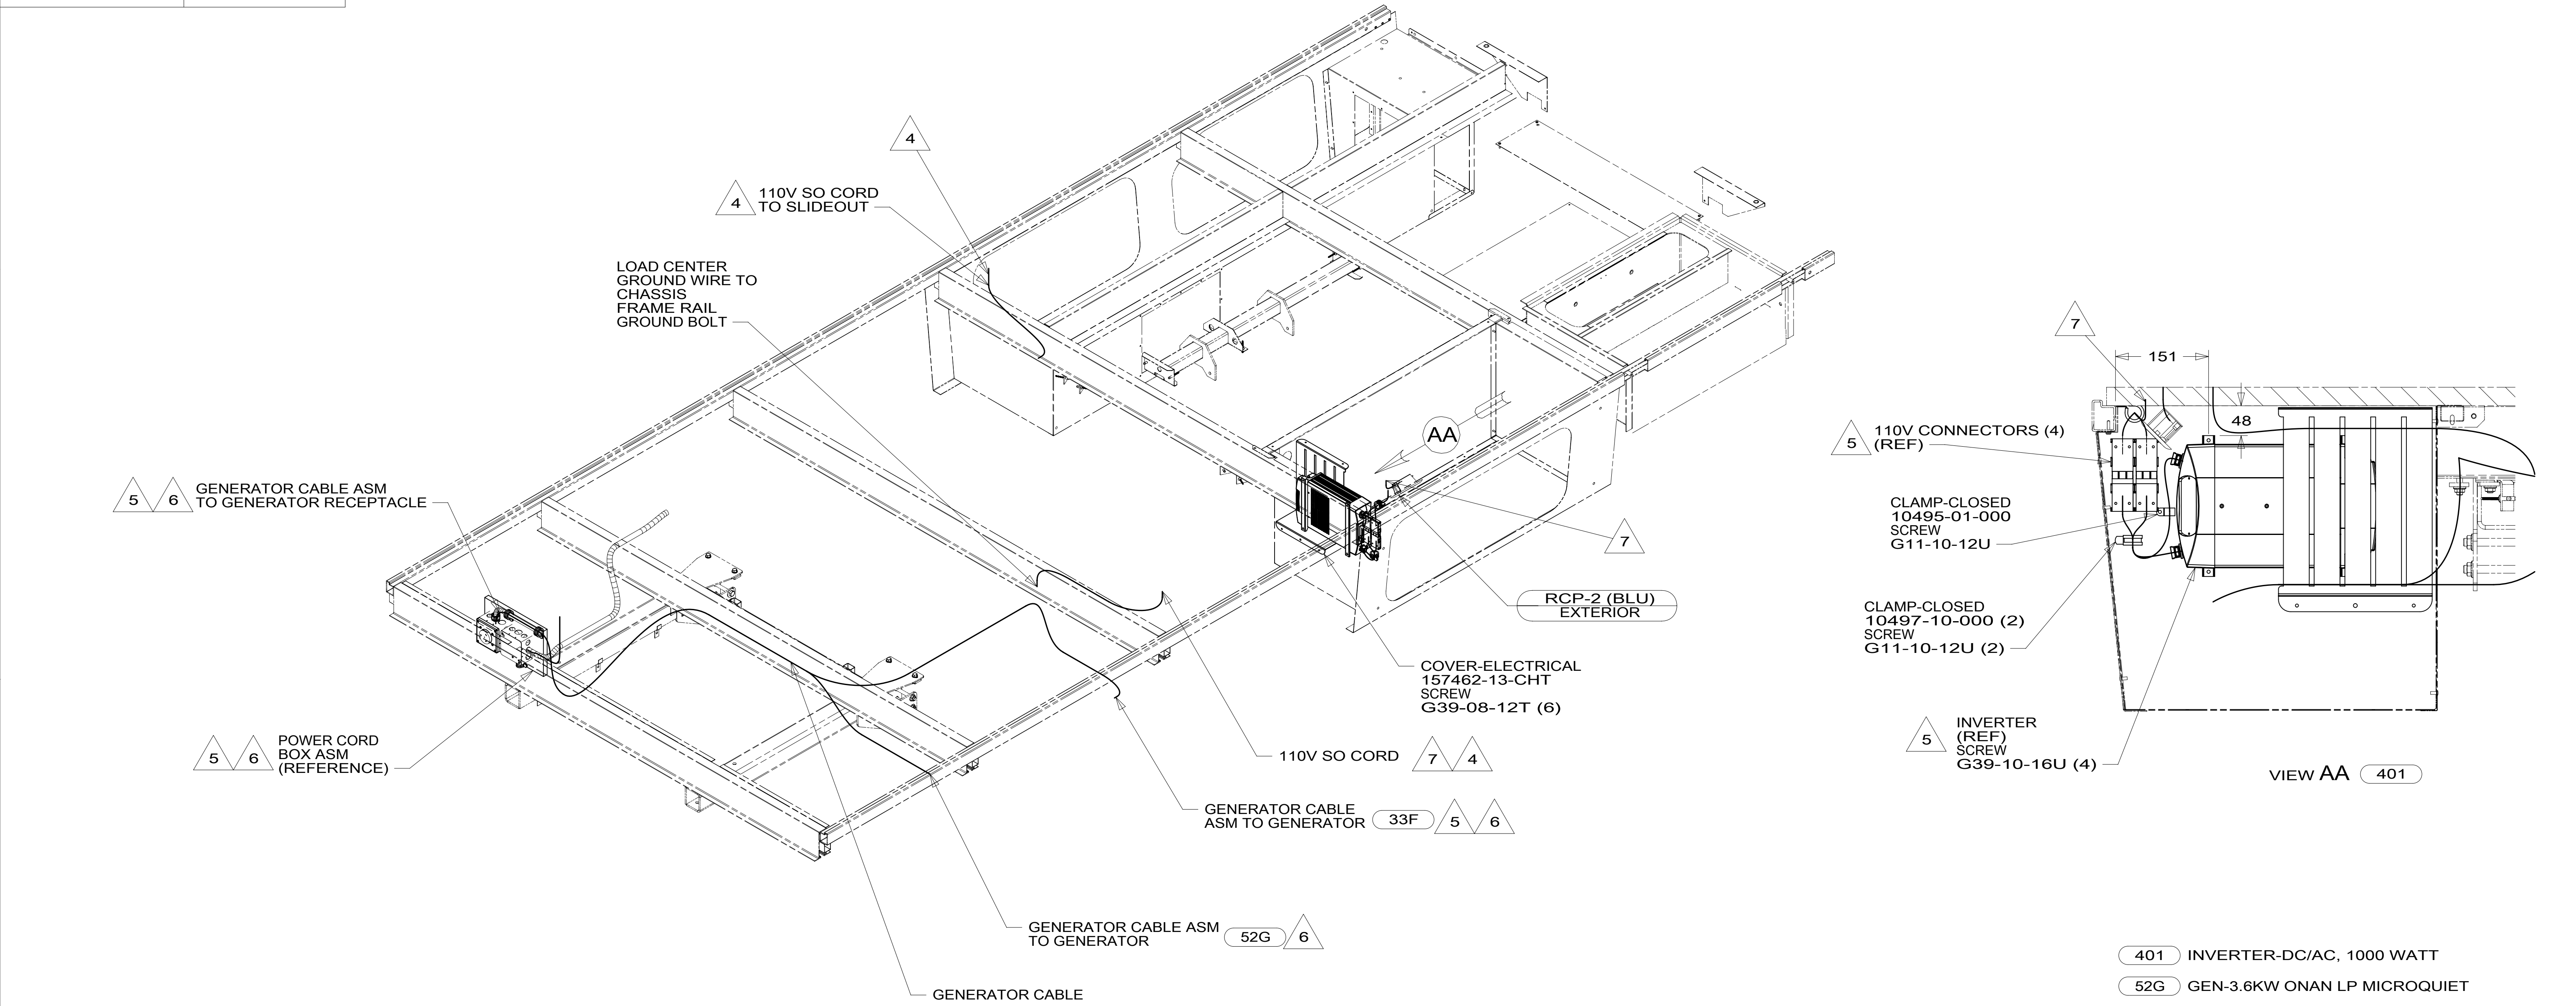 4
4
110V SO CORD
TO SLIDEOUT
LOAD CENTER
GROUND WIRE TO
CHASSIS
FRAME RAIL
GROUND BOLT
5
6
GENERATOR CABLE ASM
TO GENERATOR RECEPTACLE
5
6
POWER CORD
BOX ASM
(REFERENCE)
AA
7
RCP-2 (BLU)
EXTERIOR
COVER-ELECTRICAL
157462-13-CHT
SCREW
G39-08-12T (6)
110V SO CORD
7
4
GENERATOR CABLE
ASM TO GENERATOR
33F
5
6
GENERATOR CABLE ASM
TO GENERATOR
52G
6
GENERATOR CABLE
7
151
48
5
110V CONNECTORS (4)
(REF)
CLAMP-CLOSED
10495-01-000
SCREW
G11-10-12U
CLAMP-CLOSED
10497-10-000 (2)
SCREW
G11-10-12U (2)
5
INVERTER
(REF)
SCREW
G39-10-16U (4)
VIEW AA 401
401 INVERTER-DC/AC, 1000 WATT
52G GEN-3.6KW ONAN LP MICROQUIET